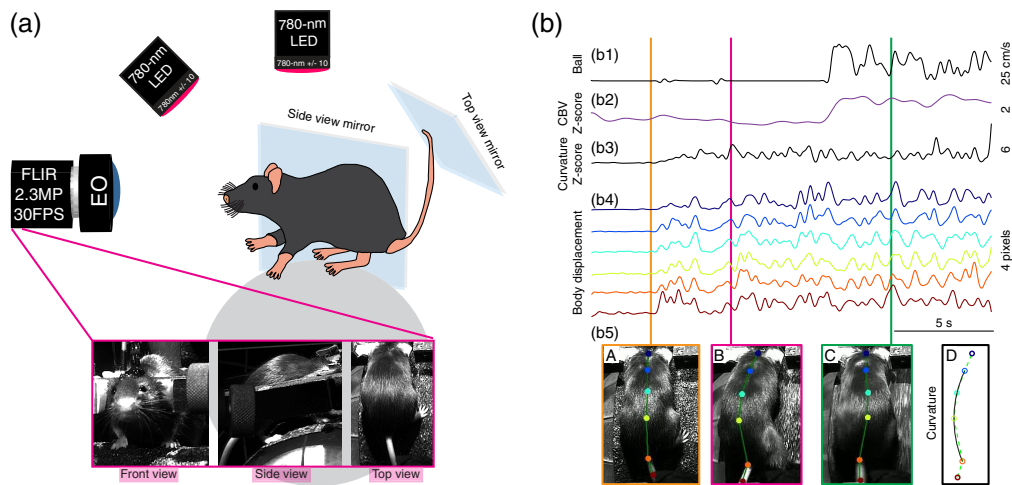 (a)
780-nm
LED
780-nm +/- 10
780-nm
LED
780nm +/- 10
Side view mirror
Top view mirror
FLIR
2.3MP
30FPS
EO
Front view
Side view
Top view
(b)
(b1)
Ball
25 cm/s
(b2)
CBV
Z-score
2
(b3)
Curvature
Z-score
6
(b4)
Body displacement
4 pixels
(b5)
5 s
A
B
C
D
Curvature